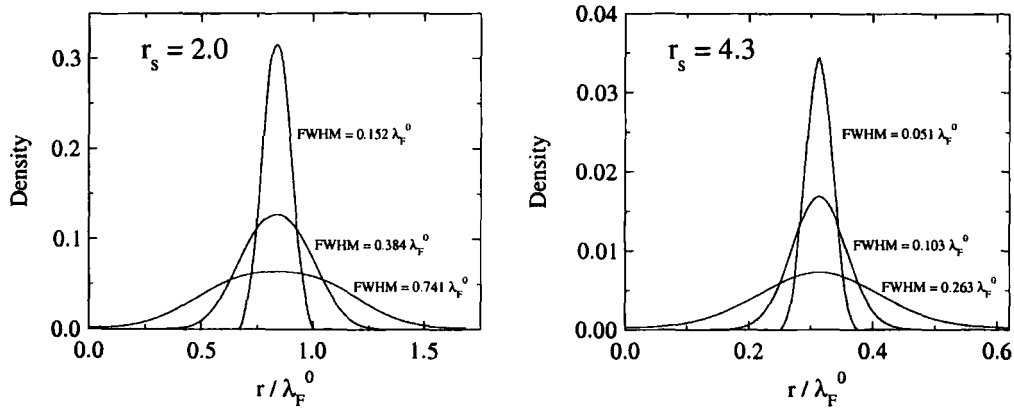 r_s = 2.0
Density
0.3
0.2
0.1
0.0
FWHM = 0.152 λ_F^0
FWHM = 0.384 λ_F^0
FWHM = 0.741 λ_F^0
0.0 0.5 1.0 1.5
r / λ_F^0
r_s = 4.3
Density
0.04
0.03
0.02
0.01
0.00
FWHM = 0.051 λ_F^0
FWHM = 0.103 λ_F^0
FWHM = 0.263 λ_F^0
0.0 0.2 0.4 0.6
r / λ_F^0